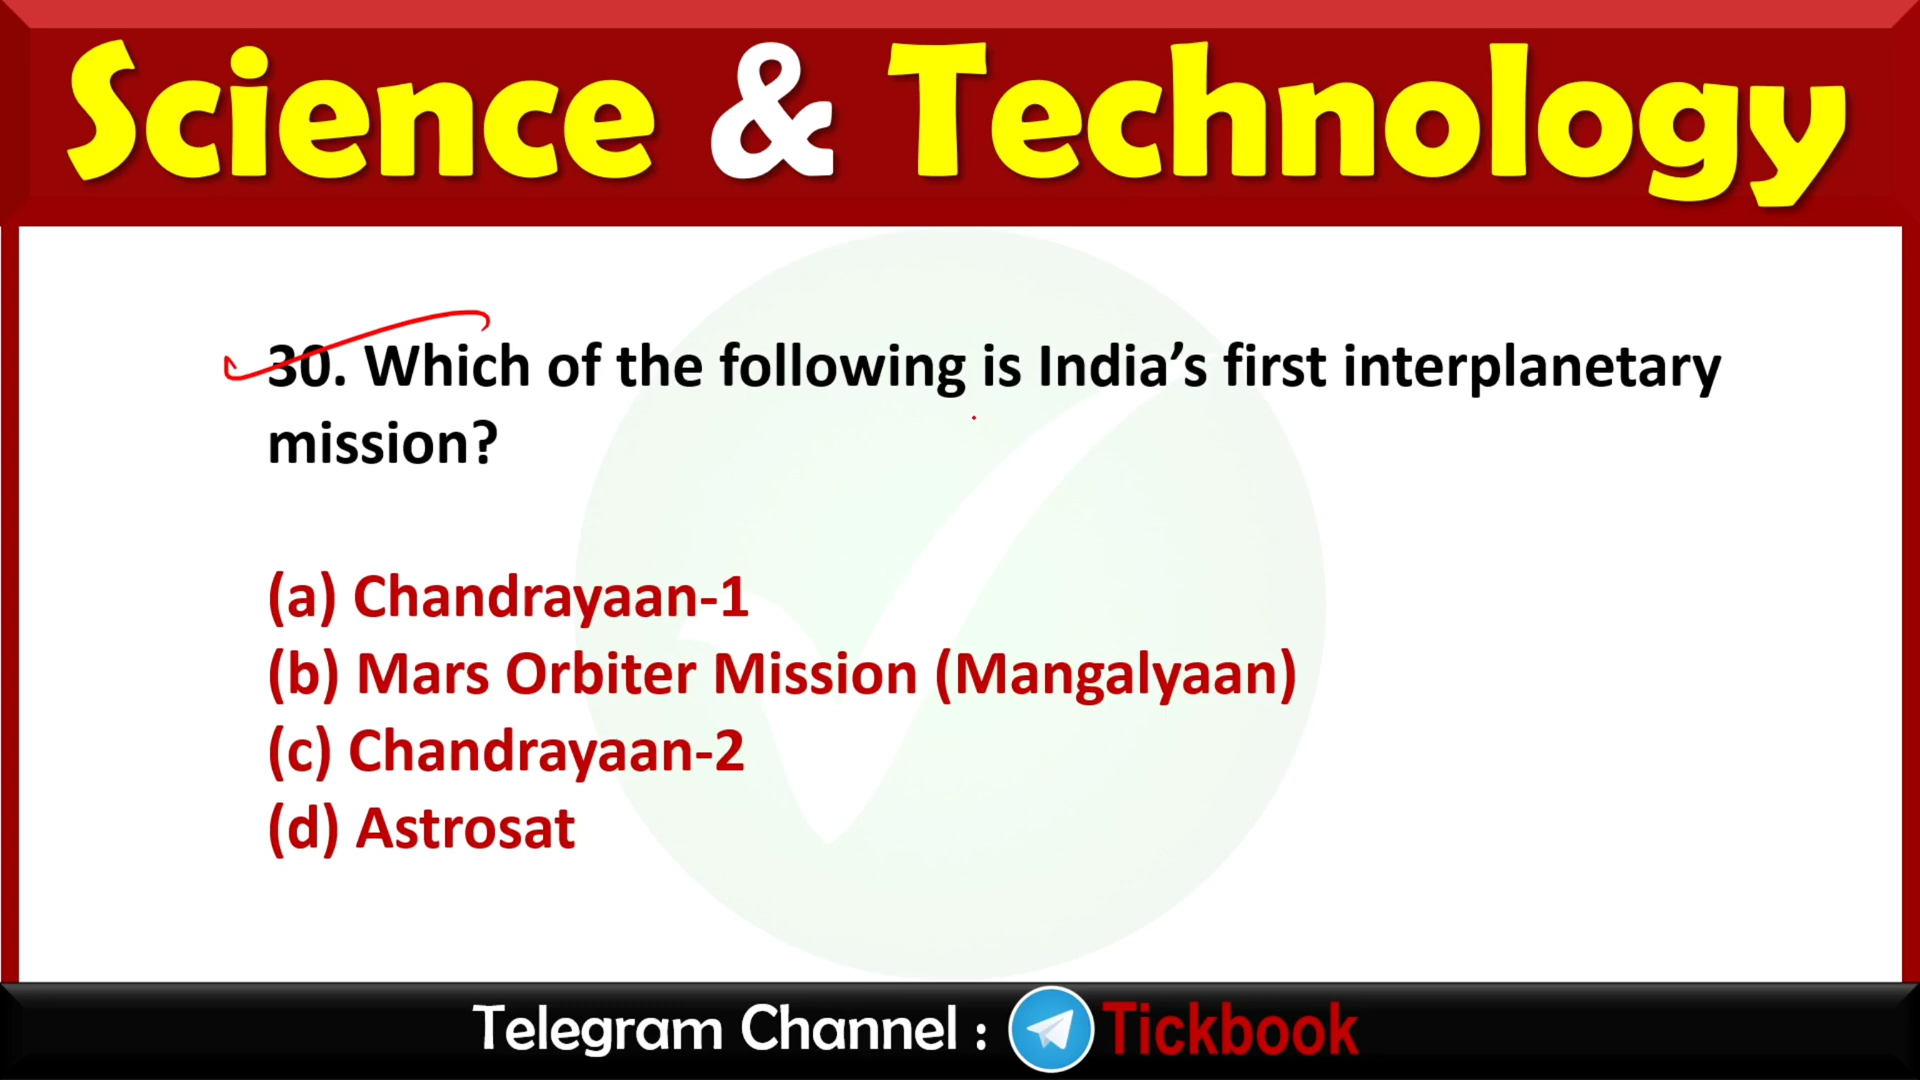 Science & Technology
30. Which of the following is India’s first interplanetary
mission?
(a) Chandrayaan-1
(b) Mars Orbiter Mission (Mangalyaan)
(c) Chandrayaan-2
(d) Astrosat
Telegram Channel : Tickbook